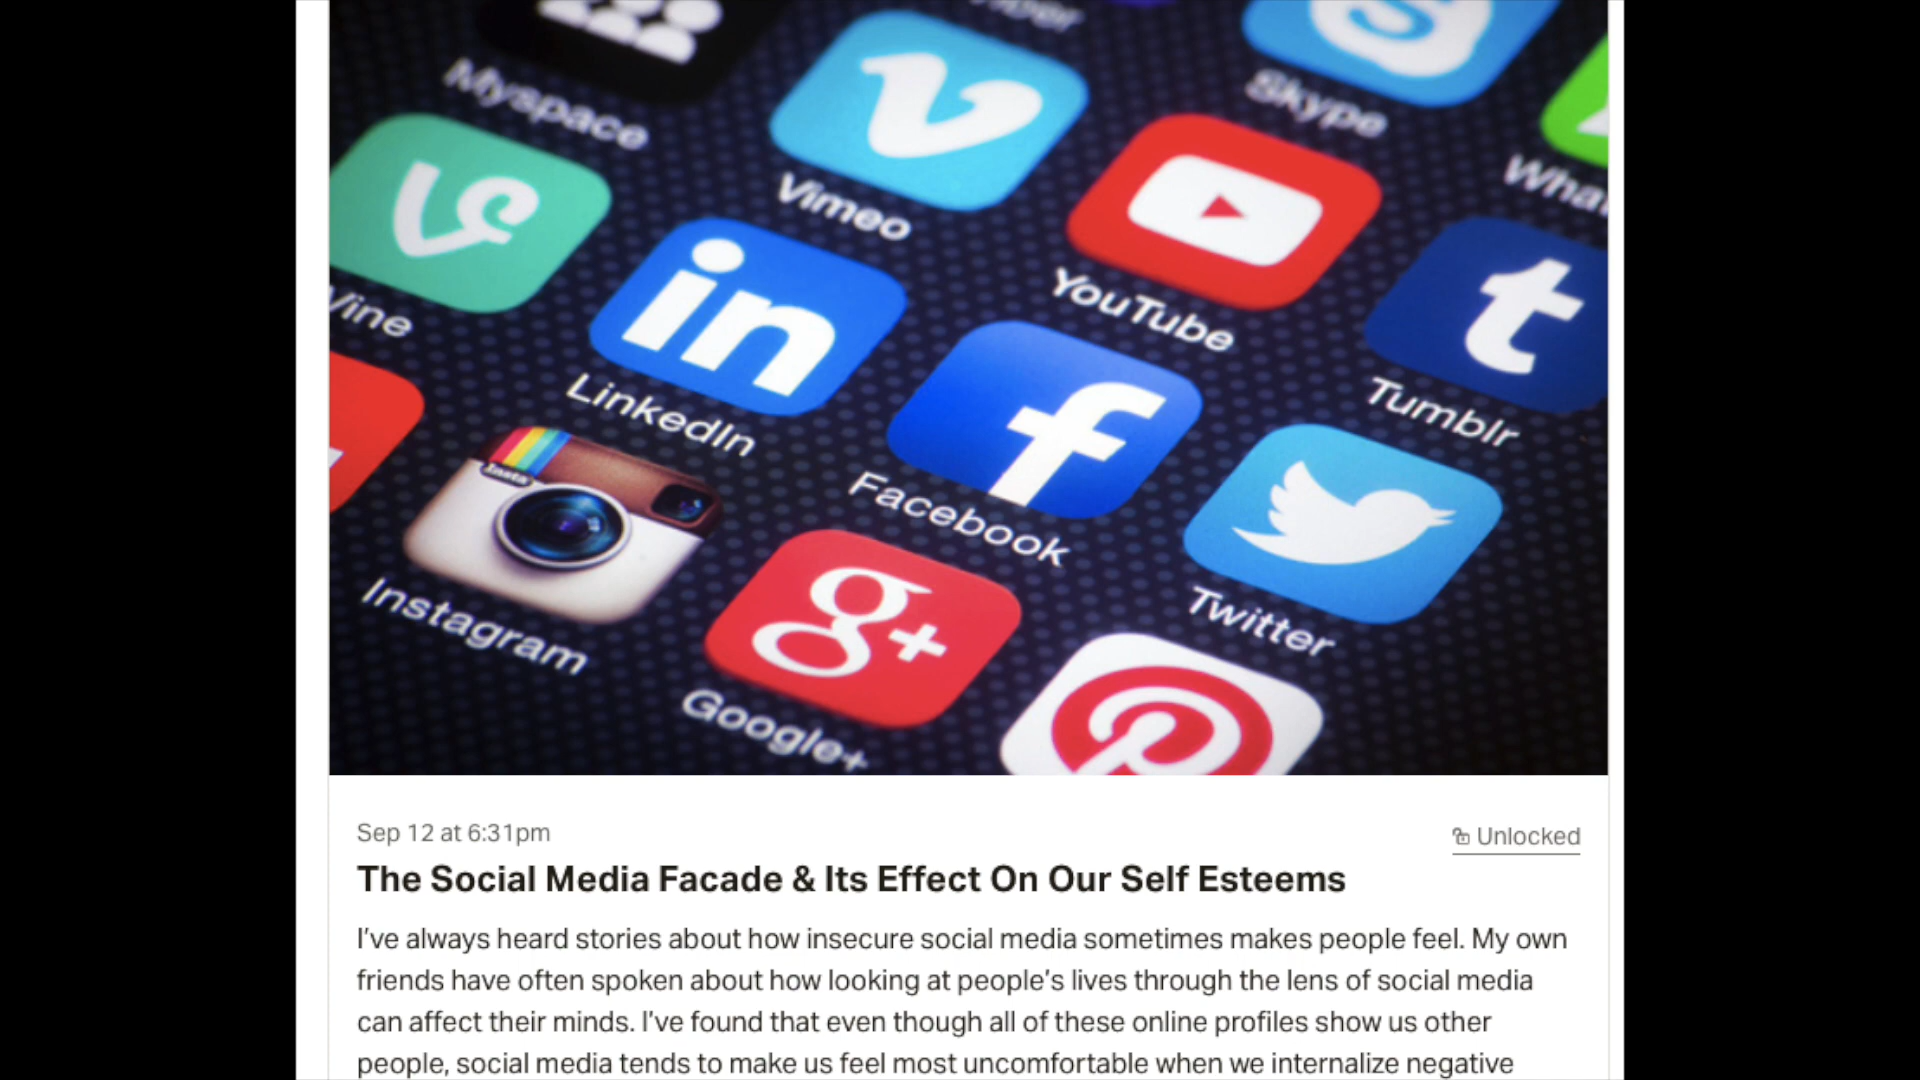 Myspace
Vimeo
Skype
Vine
YouTube
LinkedIn
Tumblr
Insta
Facebook
Instagram
Twitter
Google+
Sep 12 at 6:31pm
Unlocked
The Social Media Facade & Its Effect On Our Self Esteems
I've always heard stories about how insecure social media sometimes makes people feel. My own
friends have often spoken about how looking at people's lives through the lens of social media
can affect their minds. I've found that even though all of these online profiles show us other
people, social media tends to make us feel most uncomfortable when we internalize negative